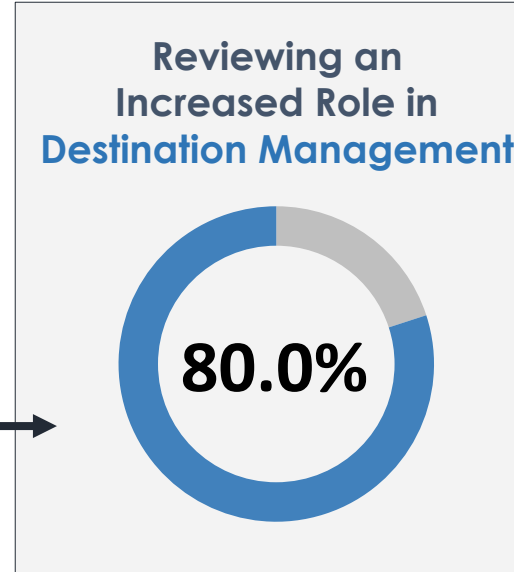 Reviewing an
Increased Role in
Destination Management
80.0%